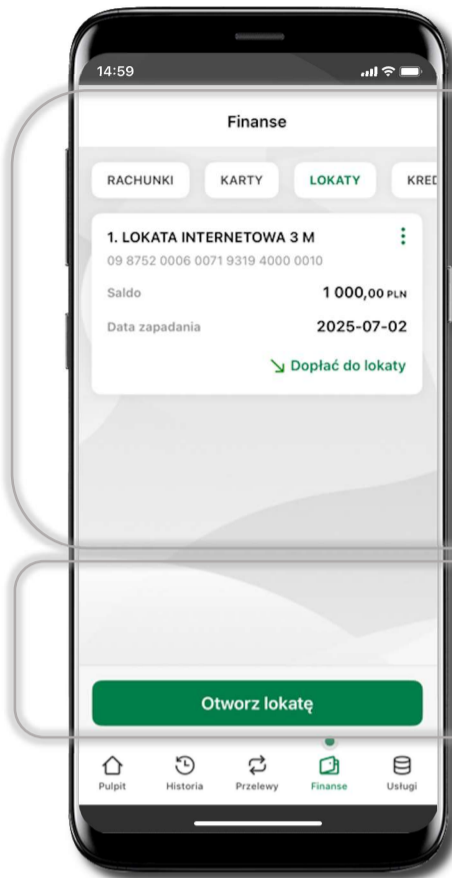 14:59
Finanse
RACHUNKI KARTY LOKATY KRED
1. LOKATA INTERNETOWA 3 M
09 8752 0006 0071 9319 4000 0010
Saldo 1 000,00 PLN
Data zapadania 2025-07-02
Dopłać do lokaty
Otworz lokatę
Pulpit Historia Przelewy Finanse Usługi